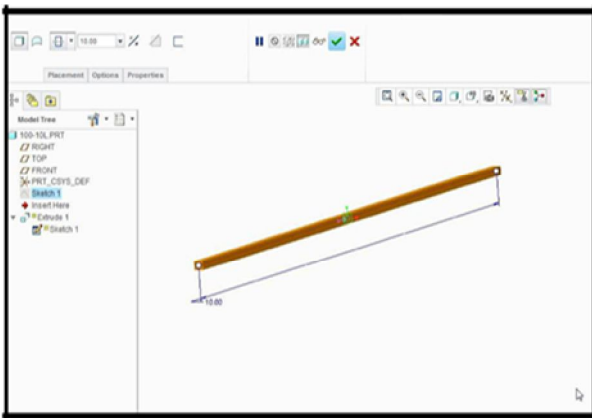 10.00
Placement Options Properties
Model Tree
100-10L.PRT
RIGHT
TOP
FRONT
PRT_CSYS_DEF
Sketch 1
Insert Here
Extrude 1
Sketch 1
10.00